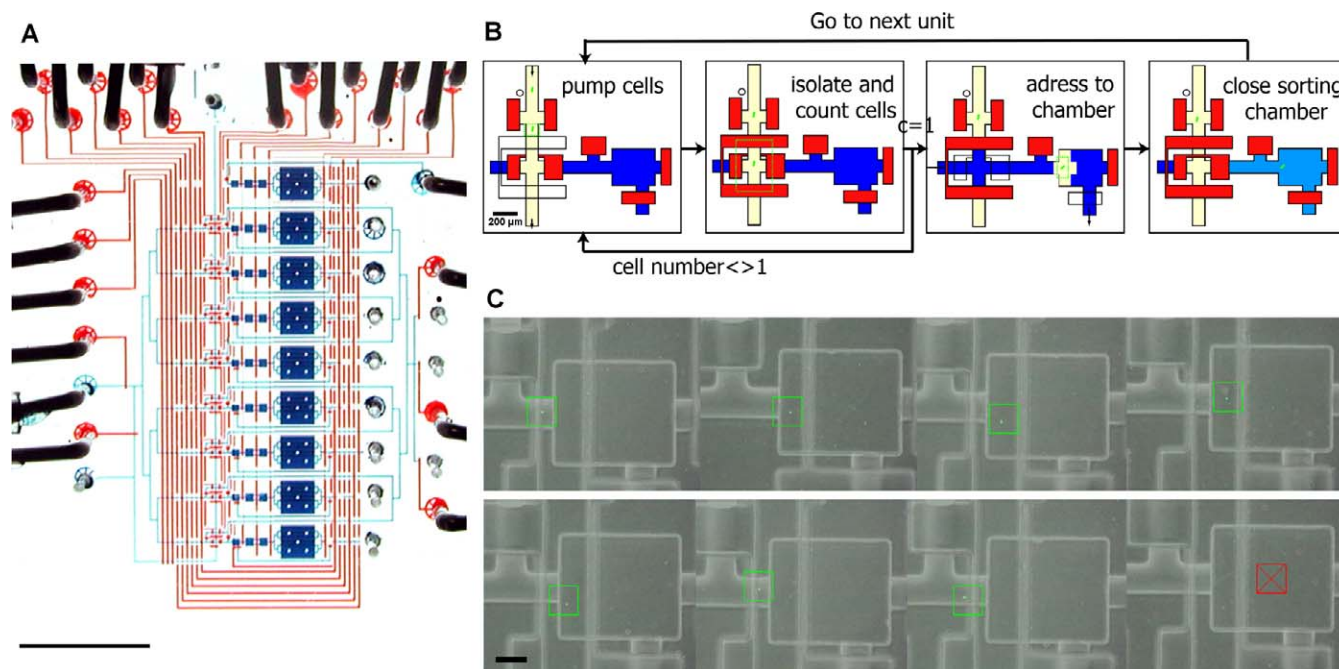 A
B
Go to next unit
pump cells
isolate and
count cells
c=1
adress to
chamber
close sorting
chamber
200 µm
cell number<>1
C